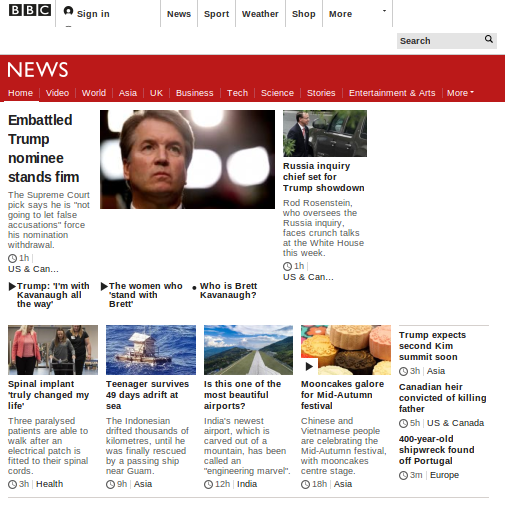 BBC
Sign in
News
Sport
Weather
Shop
More
Search
NEWS
Home
Video
World
Asia
UK
Business
Tech
Science
Stories
Entertainment & Arts
More
Embattled
Trump
nominee
stands firm
The Supreme Court
pick says he is "not
going to let false
accusations" force
his nomination
withdrawal.
1h
US & Can...
Russia inquiry
chief set for
Trump showdown
Rod Rosenstein,
who oversees the
Russia inquiry,
faces crunch talks
at the White House
this week.
1h
US & Can...
Trump: 'I'm with
Kavanaugh all
the way'
The women who
'stand with
Brett'
Who is Brett
Kavanaugh?
Spinal implant
'truly changed my
life'
Three paralysed
patients are able to
walk after an
electrical patch is
fitted to their spinal
cords.
3h
Health
Teenager survives
49 days adrift at
sea
The Indonesian
drifted thousands of
kilometres, until he
was finally rescued
by a passing ship
near Guam.
9h
Asia
Is this one of the
most beautiful
airports?
India's newest
airport, which is
carved out of a
mountain, has been
called an
"engineering marvel".
12h
India
Mooncakes galore
for Mid-Autumn
festival
Chinese and
Vietnamese people
are celebrating the
Mid-Autumn festival,
with mooncakes
centre stage.
18h
Asia
Trump expects
second Kim
summit soon
3h
Asia
Canadian heir
convicted of killing
father
5h
US & Canada
400-year-old
shipwreck found
off Portugal
3m
Europe